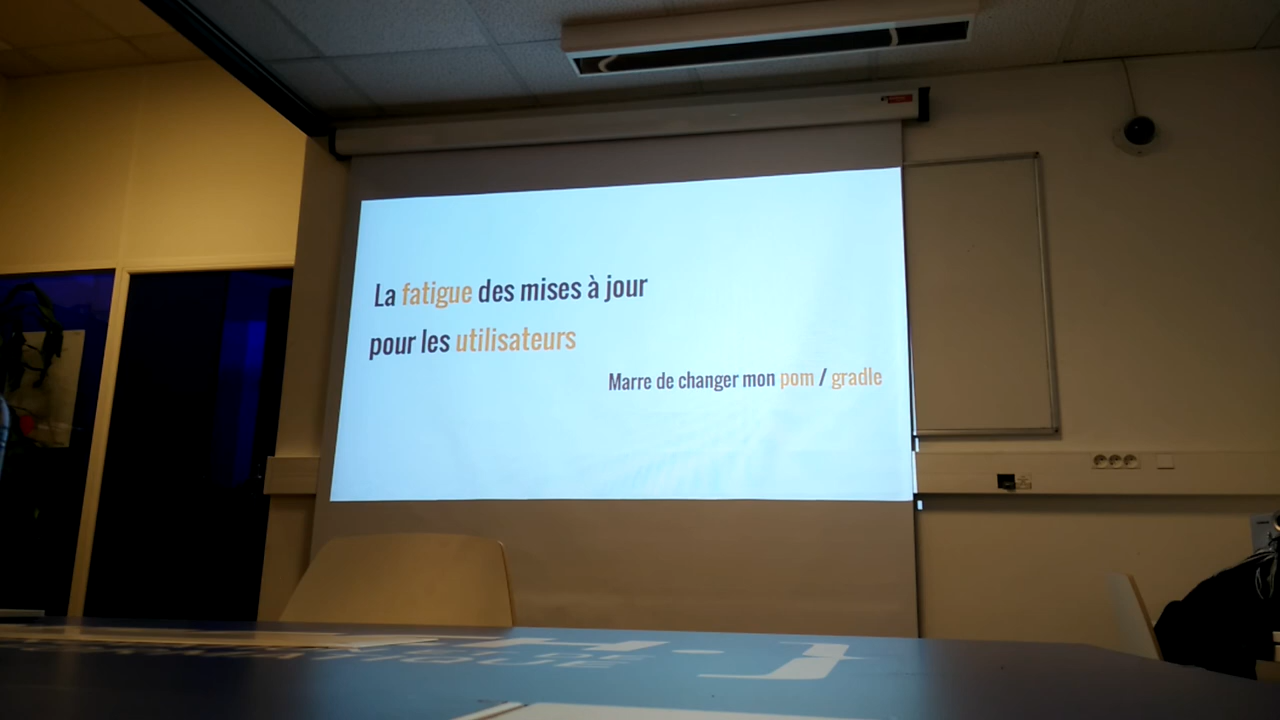 La fatigue des mises à jour
pour les utilisateurs
Marre de changer mon pom / gradle